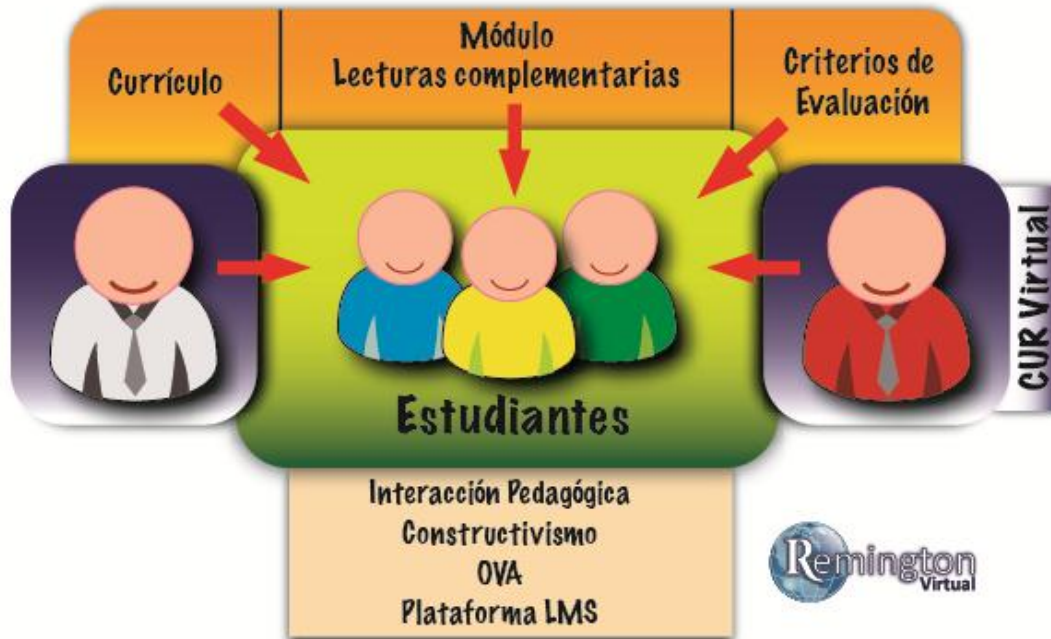 Currículo
Módulo
Lecturas complementarias
Criterios de
Evaluación
CUR Virtual
Estudiantes
Interacción Pedagógica
Constructivismo
OVA
Plataforma LMS
Remington
Virtual